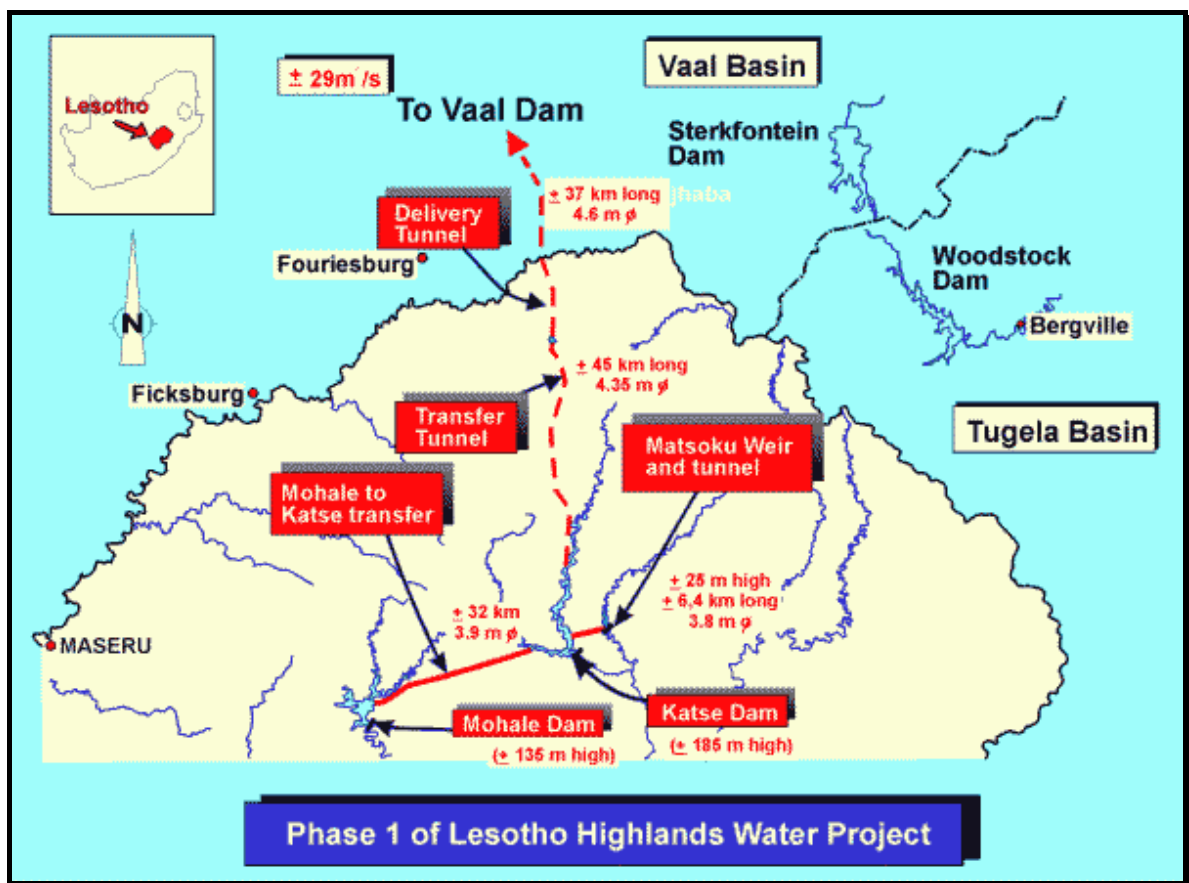 ± 29m³/s
Vaal Basin
Lesotho
To Vaal Dam
Sterkfontein
Dam
± 37 km long
4.6 m ø
jhaba
Delivery
Tunnel
Fouriesburg
Woodstock
Dam
N
Bergville
± 45 km long
4.35 m ø
Ficksburg
Transfer
Tunnel
Matsoku Weir
and tunnel
Tugela Basin
Mohale to
Katse transfer
± 25 m high
± 6,4 km long
3.8 m ø
± 32 km
3.9 m ø
MASERU
Mohale Dam
(± 135 m high)
Katse Dam
(± 185 m high)
Phase 1 of Lesotho Highlands Water Project